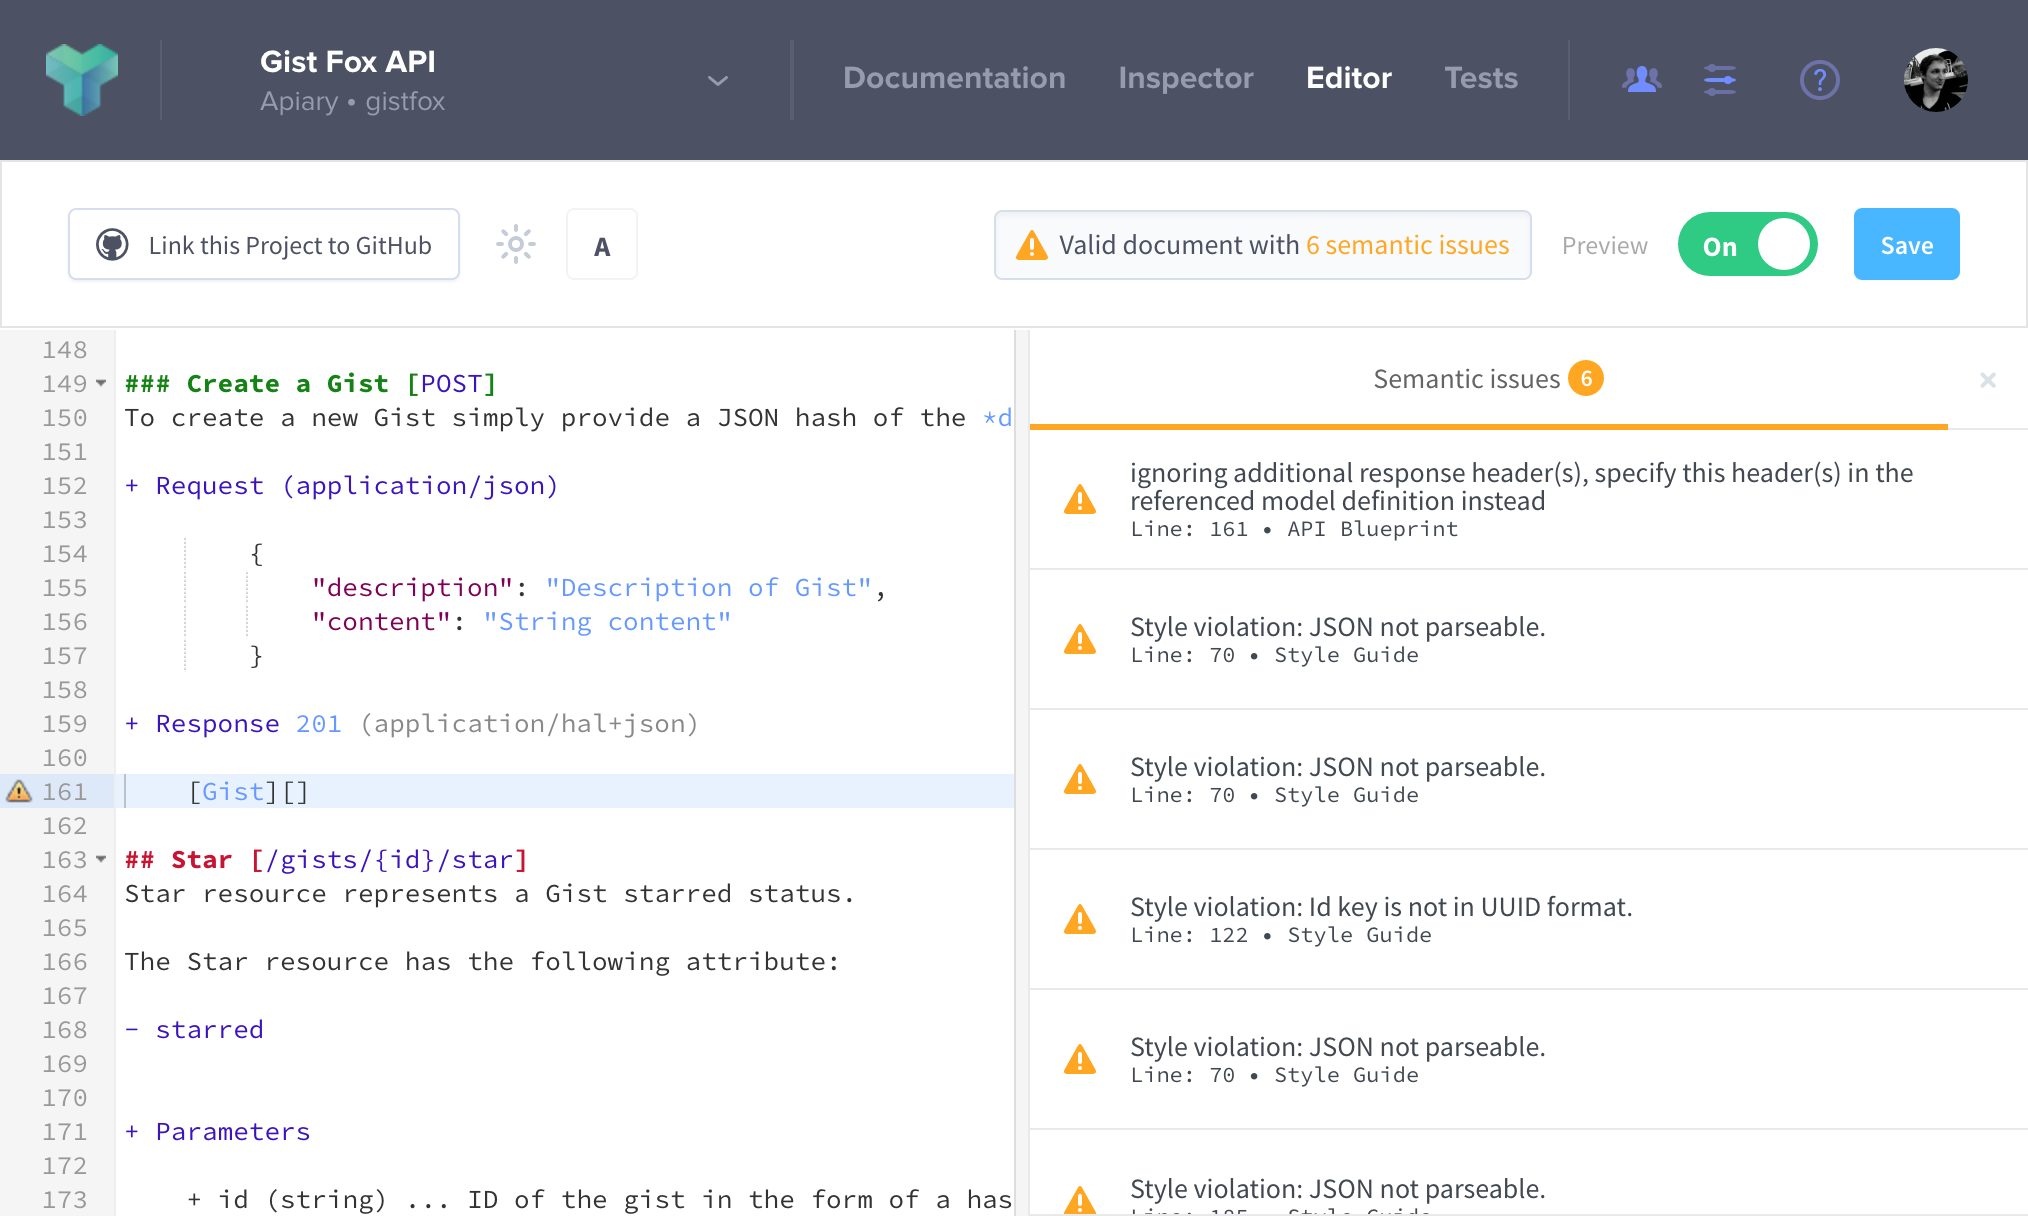 Gist Fox API
Apiary • gistfox
Documentation
Inspector
Editor
Tests
?
Link this Project to GitHub
A
Valid document with 6 semantic issues
Preview
On
Save
148
149 ### Create a Gist [POST]
150 To create a new Gist simply provide a JSON hash of the *d
151
152 + Request (application/json)
153
154 {
155 "description": "Description of Gist",
156 "content": "String content"
157 }
158
159 + Response 201 (application/hal+json)
160
161 [Gist][]
162
163 ## Star [/gists/{id}/star]
164 Star resource represents a Gist starred status.
165
166 The Star resource has the following attribute:
167
168 - starred
169
170
171 + Parameters
172
173 + id (string) ... ID of the gist in the form of a has
Semantic issues 6
×
ignoring additional response header(s), specify this header(s) in the
referenced model definition instead
Line: 161 • API Blueprint
Style violation: JSON not parseable.
Line: 70 • Style Guide
Style violation: JSON not parseable.
Line: 70 • Style Guide
Style violation: Id key is not in UUID format.
Line: 122 • Style Guide
Style violation: JSON not parseable.
Line: 70 • Style Guide
Style violation: JSON not parseable.